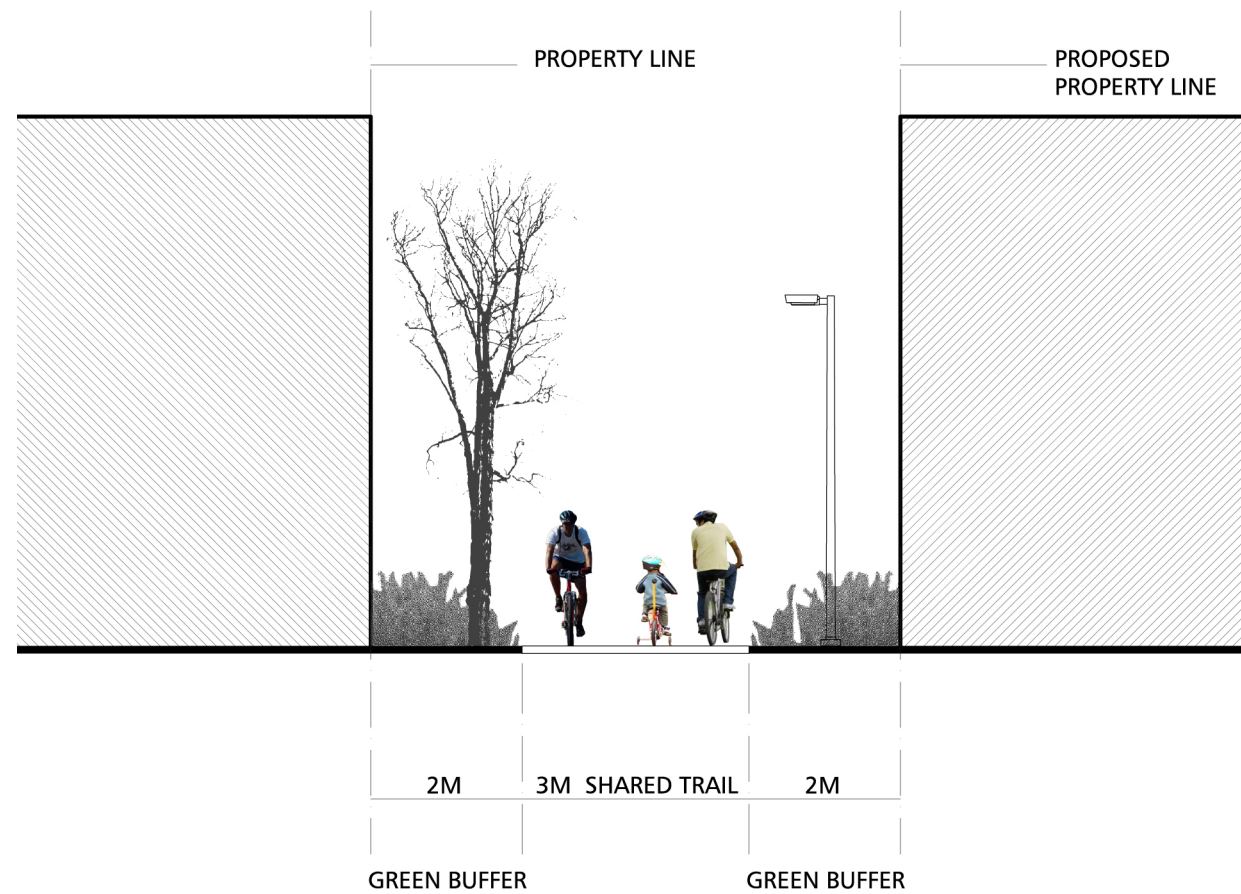 PROPERTY LINE
PROPOSED
PROPERTY LINE
2M
3M SHARED TRAIL
2M
GREEN BUFFER
GREEN BUFFER